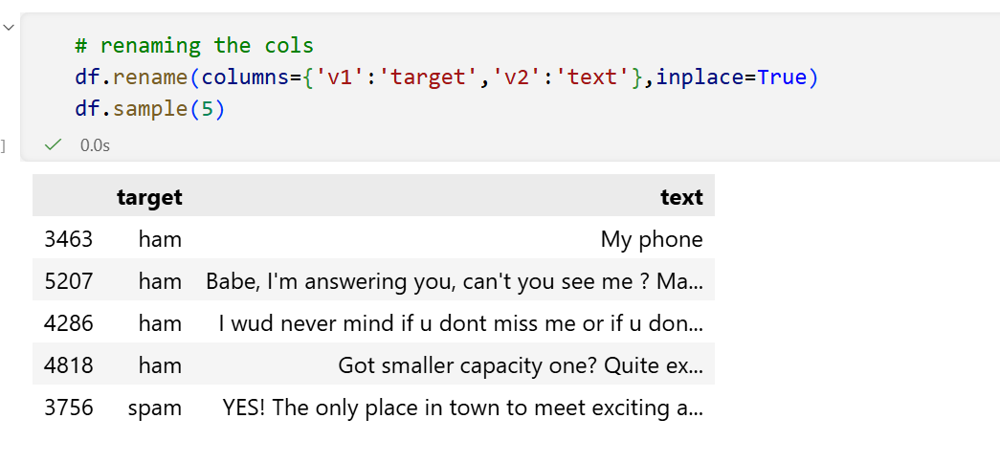 # renaming the cols
df.rename(columns={'v1':'target','v2':'text'},inplace=True)
df.sample(5)
] 0.0s
target text
3463 ham My phone
5207 ham Babe, I'm answering you, can't you see me ? Ma...
4286 ham I wud never mind if u dont miss me or if u don...
4818 ham Got smaller capacity one? Quite ex...
3756 spam YES! The only place in town to meet exciting a...